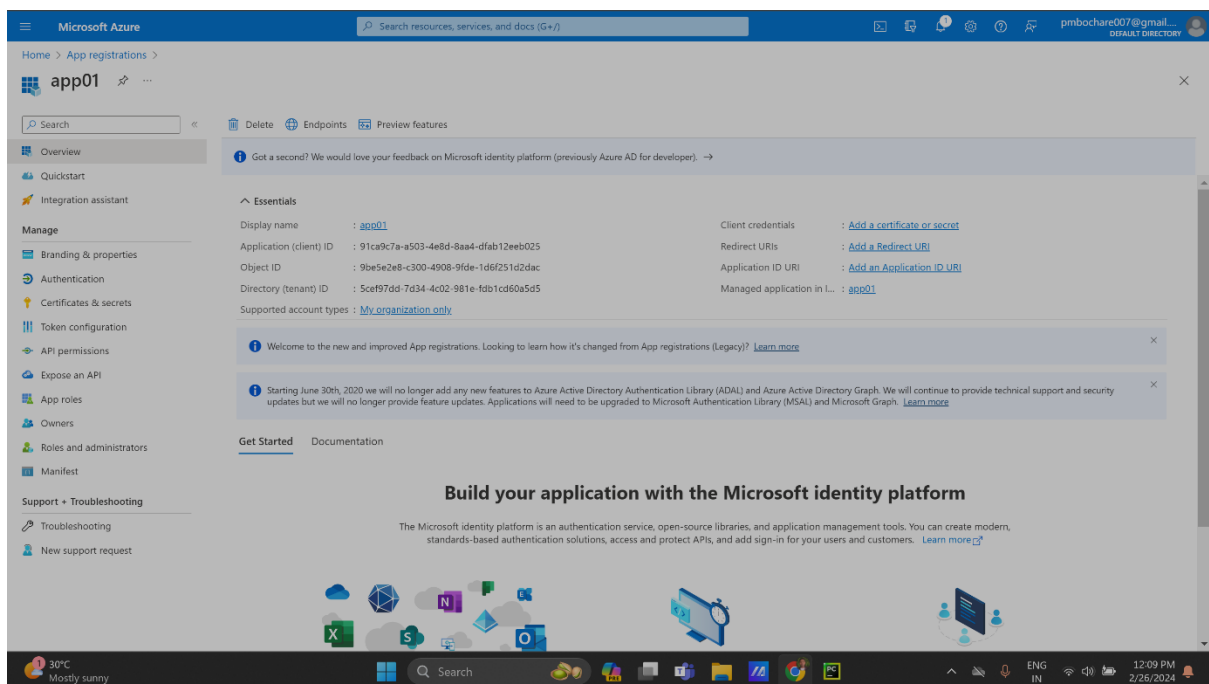 Microsoft Azure
Search resources, services, and docs (G+/)
1
pmbochare007@gmail....
DEFAULT DIRECTORY
Home > App registrations >
app01
Search
Delete Endpoints Preview features
Overview
Got a second? We would love your feedback on Microsoft identity platform (previously Azure AD for developer). →
Quickstart
Integration assistant
Essentials
Manage
Display name : app01 Client credentials : Add a certificate or secret
Branding & properties
Application (client) ID : 91ca9c7a-a503-4e8d-8aa4-dfab12eeb025 Redirect URIs : Add a Redirect URI
Authentication
Object ID : 9be5e2e8-c300-4908-9fde-1d6f251d2dac Application ID URI : Add an Application ID URI
Certificates & secrets
Directory (tenant) ID : 5cef97dd-7d34-4c02-981e-fdb1cd60a5d5 Managed application in l... : app01
Supported account types : My organization only
Token configuration
API permissions
Welcome to the new and improved App registrations. Looking to learn how it's changed from App registrations (Legacy)? Learn more
Expose an API
App roles
Starting June 30th, 2020 we will no longer add any new features to Azure Active Directory Authentication Library (ADAL) and Azure Active Directory Graph. We will continue to provide technical support and security
updates but we will no longer provide feature updates. Applications will need to be upgraded to Microsoft Authentication Library (MSAL) and Microsoft Graph. Learn more
Owners
Get Started Documentation
Roles and administrators
Manifest
Support + Troubleshooting
Troubleshooting
New support request
Build your application with the Microsoft identity platform
The Microsoft identity platform is an authentication service, open-source libraries, and application management tools. You can create modern,
standards-based authentication solutions, access and protect APIs, and add sign-in for your users and customers. Learn more
N
X
S
O
1
30°C
Mostly sunny
Search
PRE
PC
ENG
IN
12:09 PM
2/26/2024